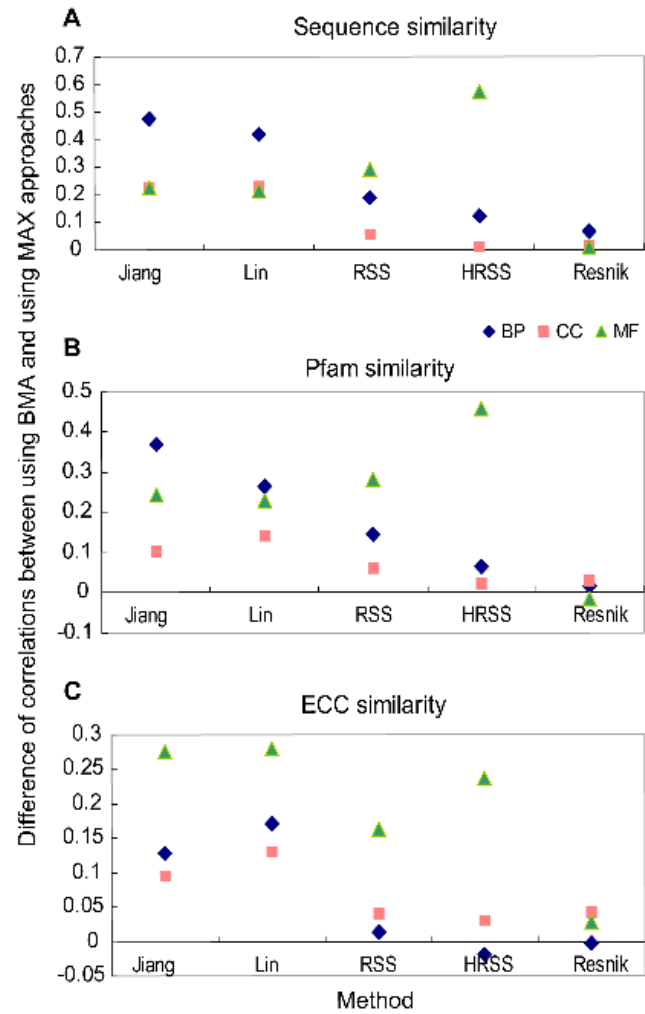 A
Sequence similarity
0.7
0.6
0.5
0.4
0.3
0.2
0.1
0
Jiang Lin RSS HRSS Resnik
BP CC MF
B
Pfam similarity
0.5
0.4
0.3
0.2
0.1
0
-0.1
Jiang Lin RSS HRSS Resnik
C
ECC similarity
0.3
0.25
0.2
0.15
0.1
0.05
0
-0.05
Jiang Lin RSS HRSS Resnik
Method
Difference of correlations between using BMA and using MAX approaches